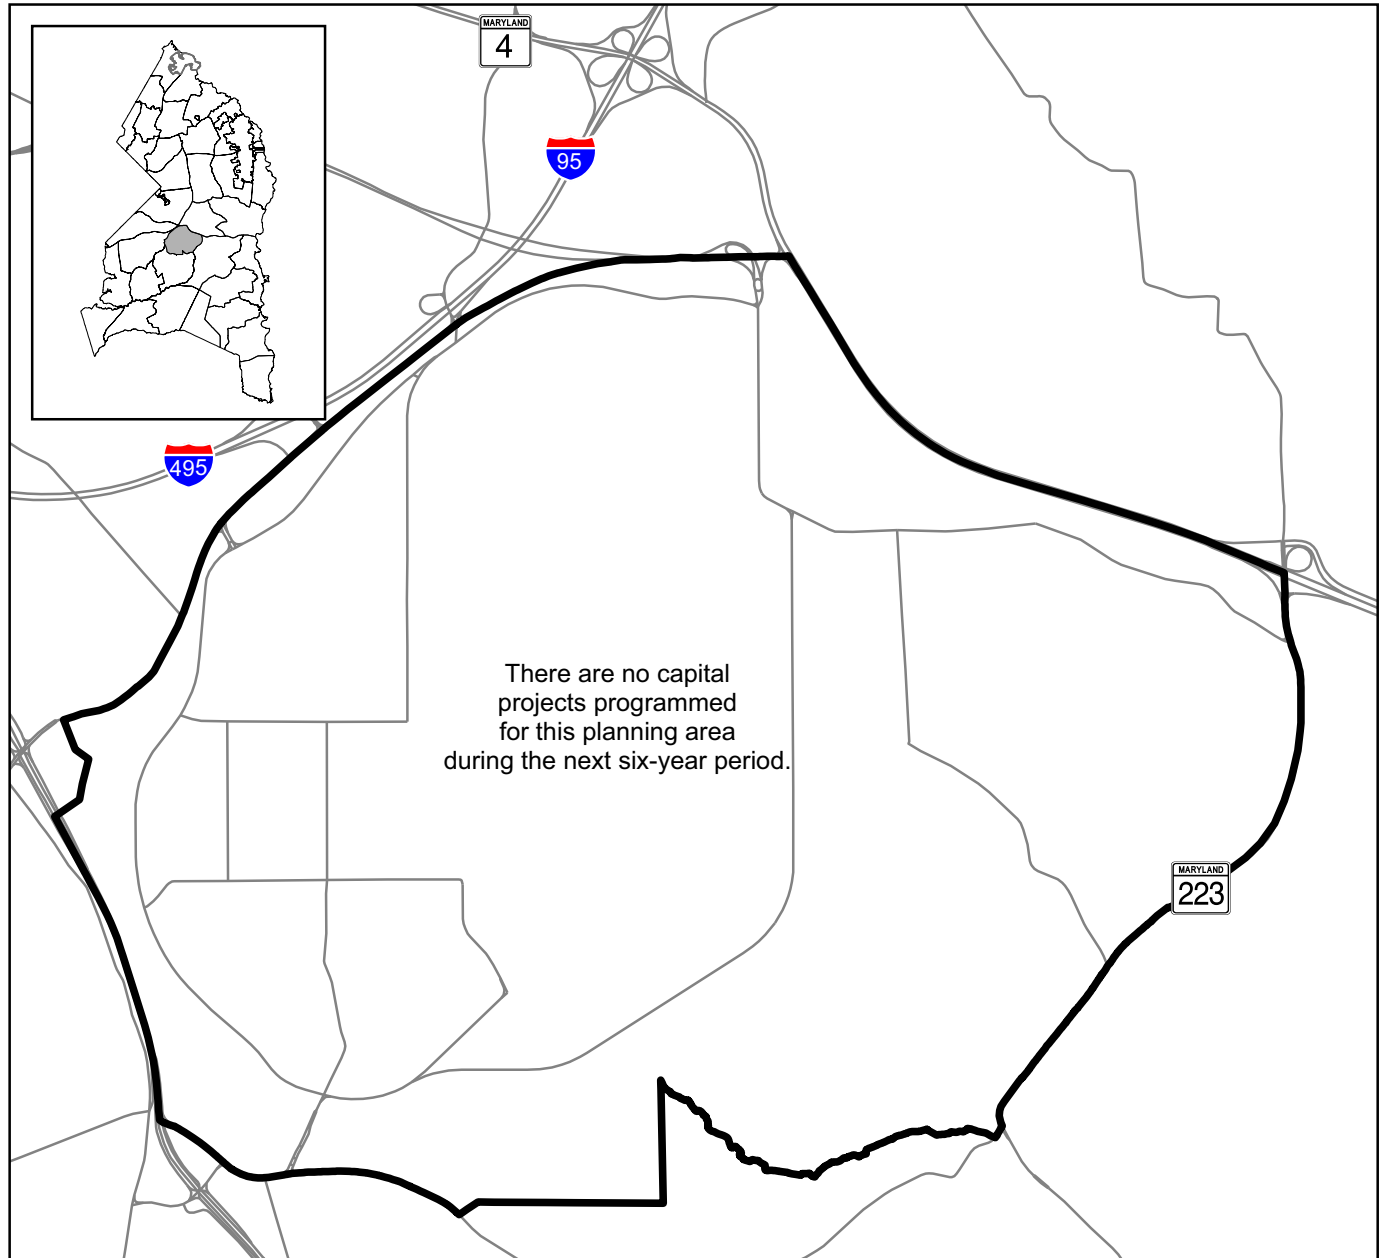 MARYLAND
4
95
495
There are no capital
projects programmed
for this planning area
during the next six-year period.
MARYLAND
223